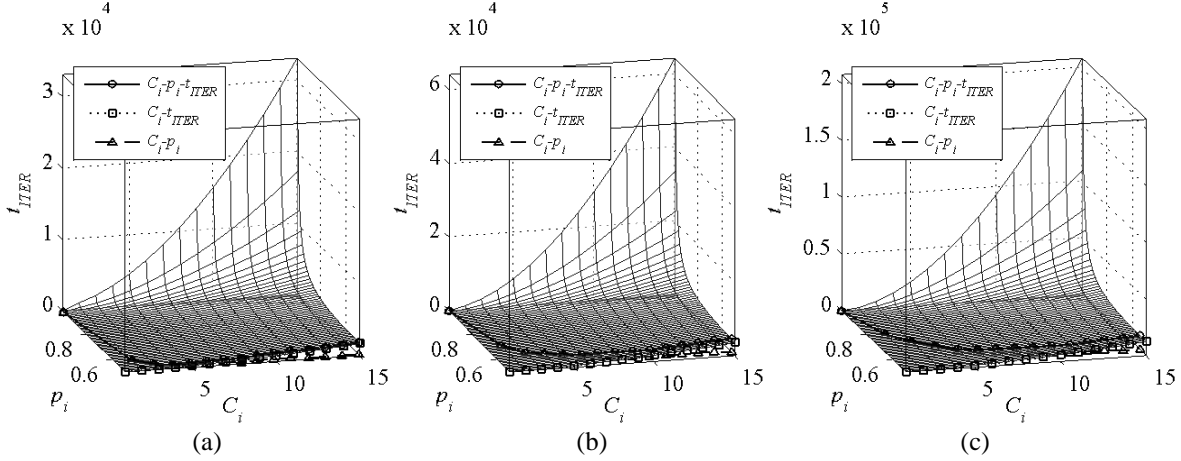 x 10^4
3
2
1
0
t_ITER
C_i-p_i-t_ITER
C_i-t_ITER
C_i-p_i
0.8
0.6
p_i
5
10
15
C_i
(a)
x 10^4
6
4
2
0
t_ITER
C_i-p_i-t_ITER
C_i-t_ITER
C_i-p_i
0.8
0.6
p_i
5
10
15
C_i
(b)
x 10^5
2
1.5
1
0.5
0
t_ITER
C_i-p_i-t_ITER
C_i-t_ITER
C_i-p_i
0.8
0.6
p_i
5
10
15
C_i
(c)